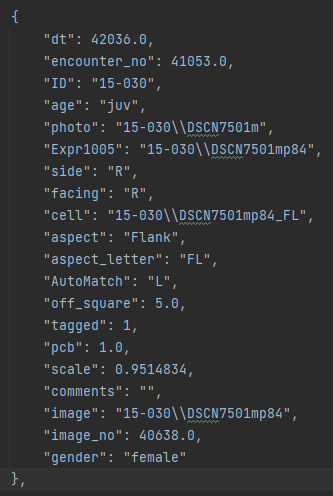 {
"dt": 42036.0,
"encounter_no": 41053.0,
"ID": "15-030",
"age": "juv",
"photo": "15-030\\DSCN7501m",
"Expr1005": "15-030\\DSCN7501mp84",
"side": "R",
"facing": "R",
"cell": "15-030\\DSCN7501mp84_FL",
"aspect": "Flank",
"aspect_letter": "FL",
"AutoMatch": "L",
"off_square": 5.0,
"tagged": 1,
"pcb": 1.0,
"scale": 0.9514834,
"comments": "",
"image": "15-030\\DSCN7501mp84",
"image_no": 40638.0,
"gender": "female"
},